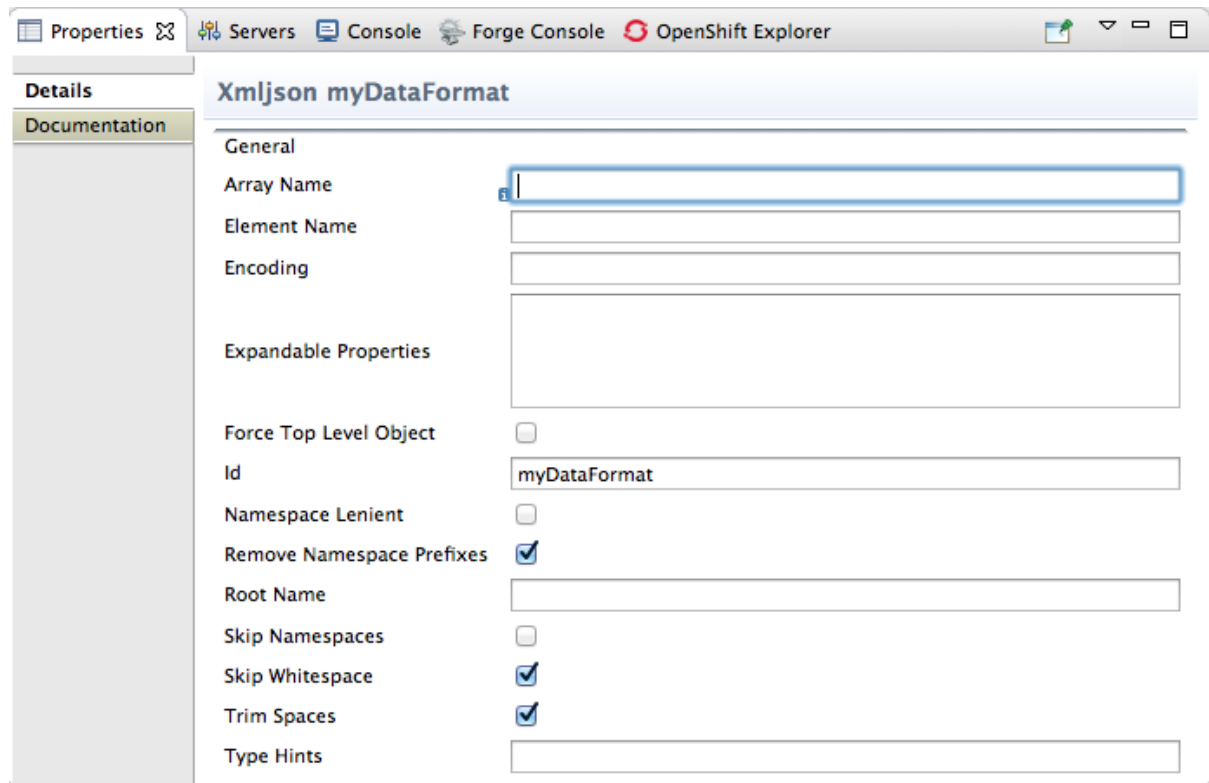 Properties Servers Console Forge Console OpenShift Explorer
Details
Documentation
Xmljson myDataFormat
General
Array Name
Element Name
Encoding
Expandable Properties
Force Top Level Object
Id myDataFormat
Namespace Lenient
Remove Namespace Prefixes
Root Name
Skip Namespaces
Skip Whitespace
Trim Spaces
Type Hints